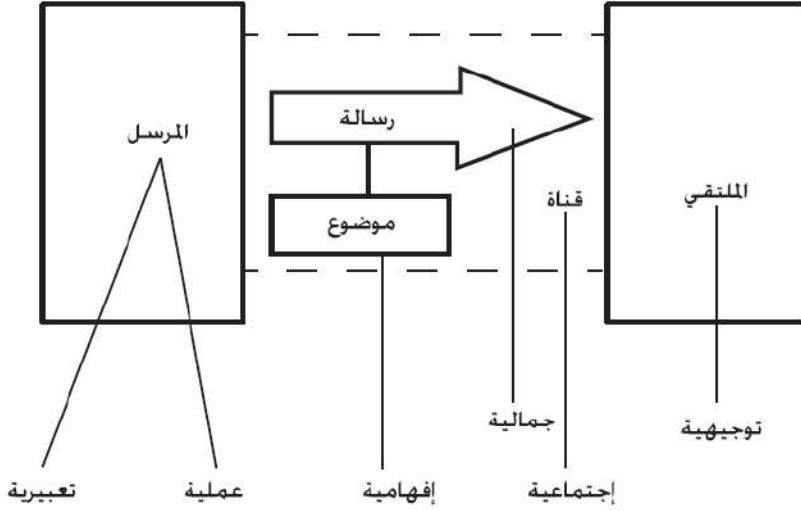 رسالة
المرسل
الملتقي
قناة
موضوع
جمالية
توجيهية
إجتماعية
إفهامية
عملية
تعبيرية